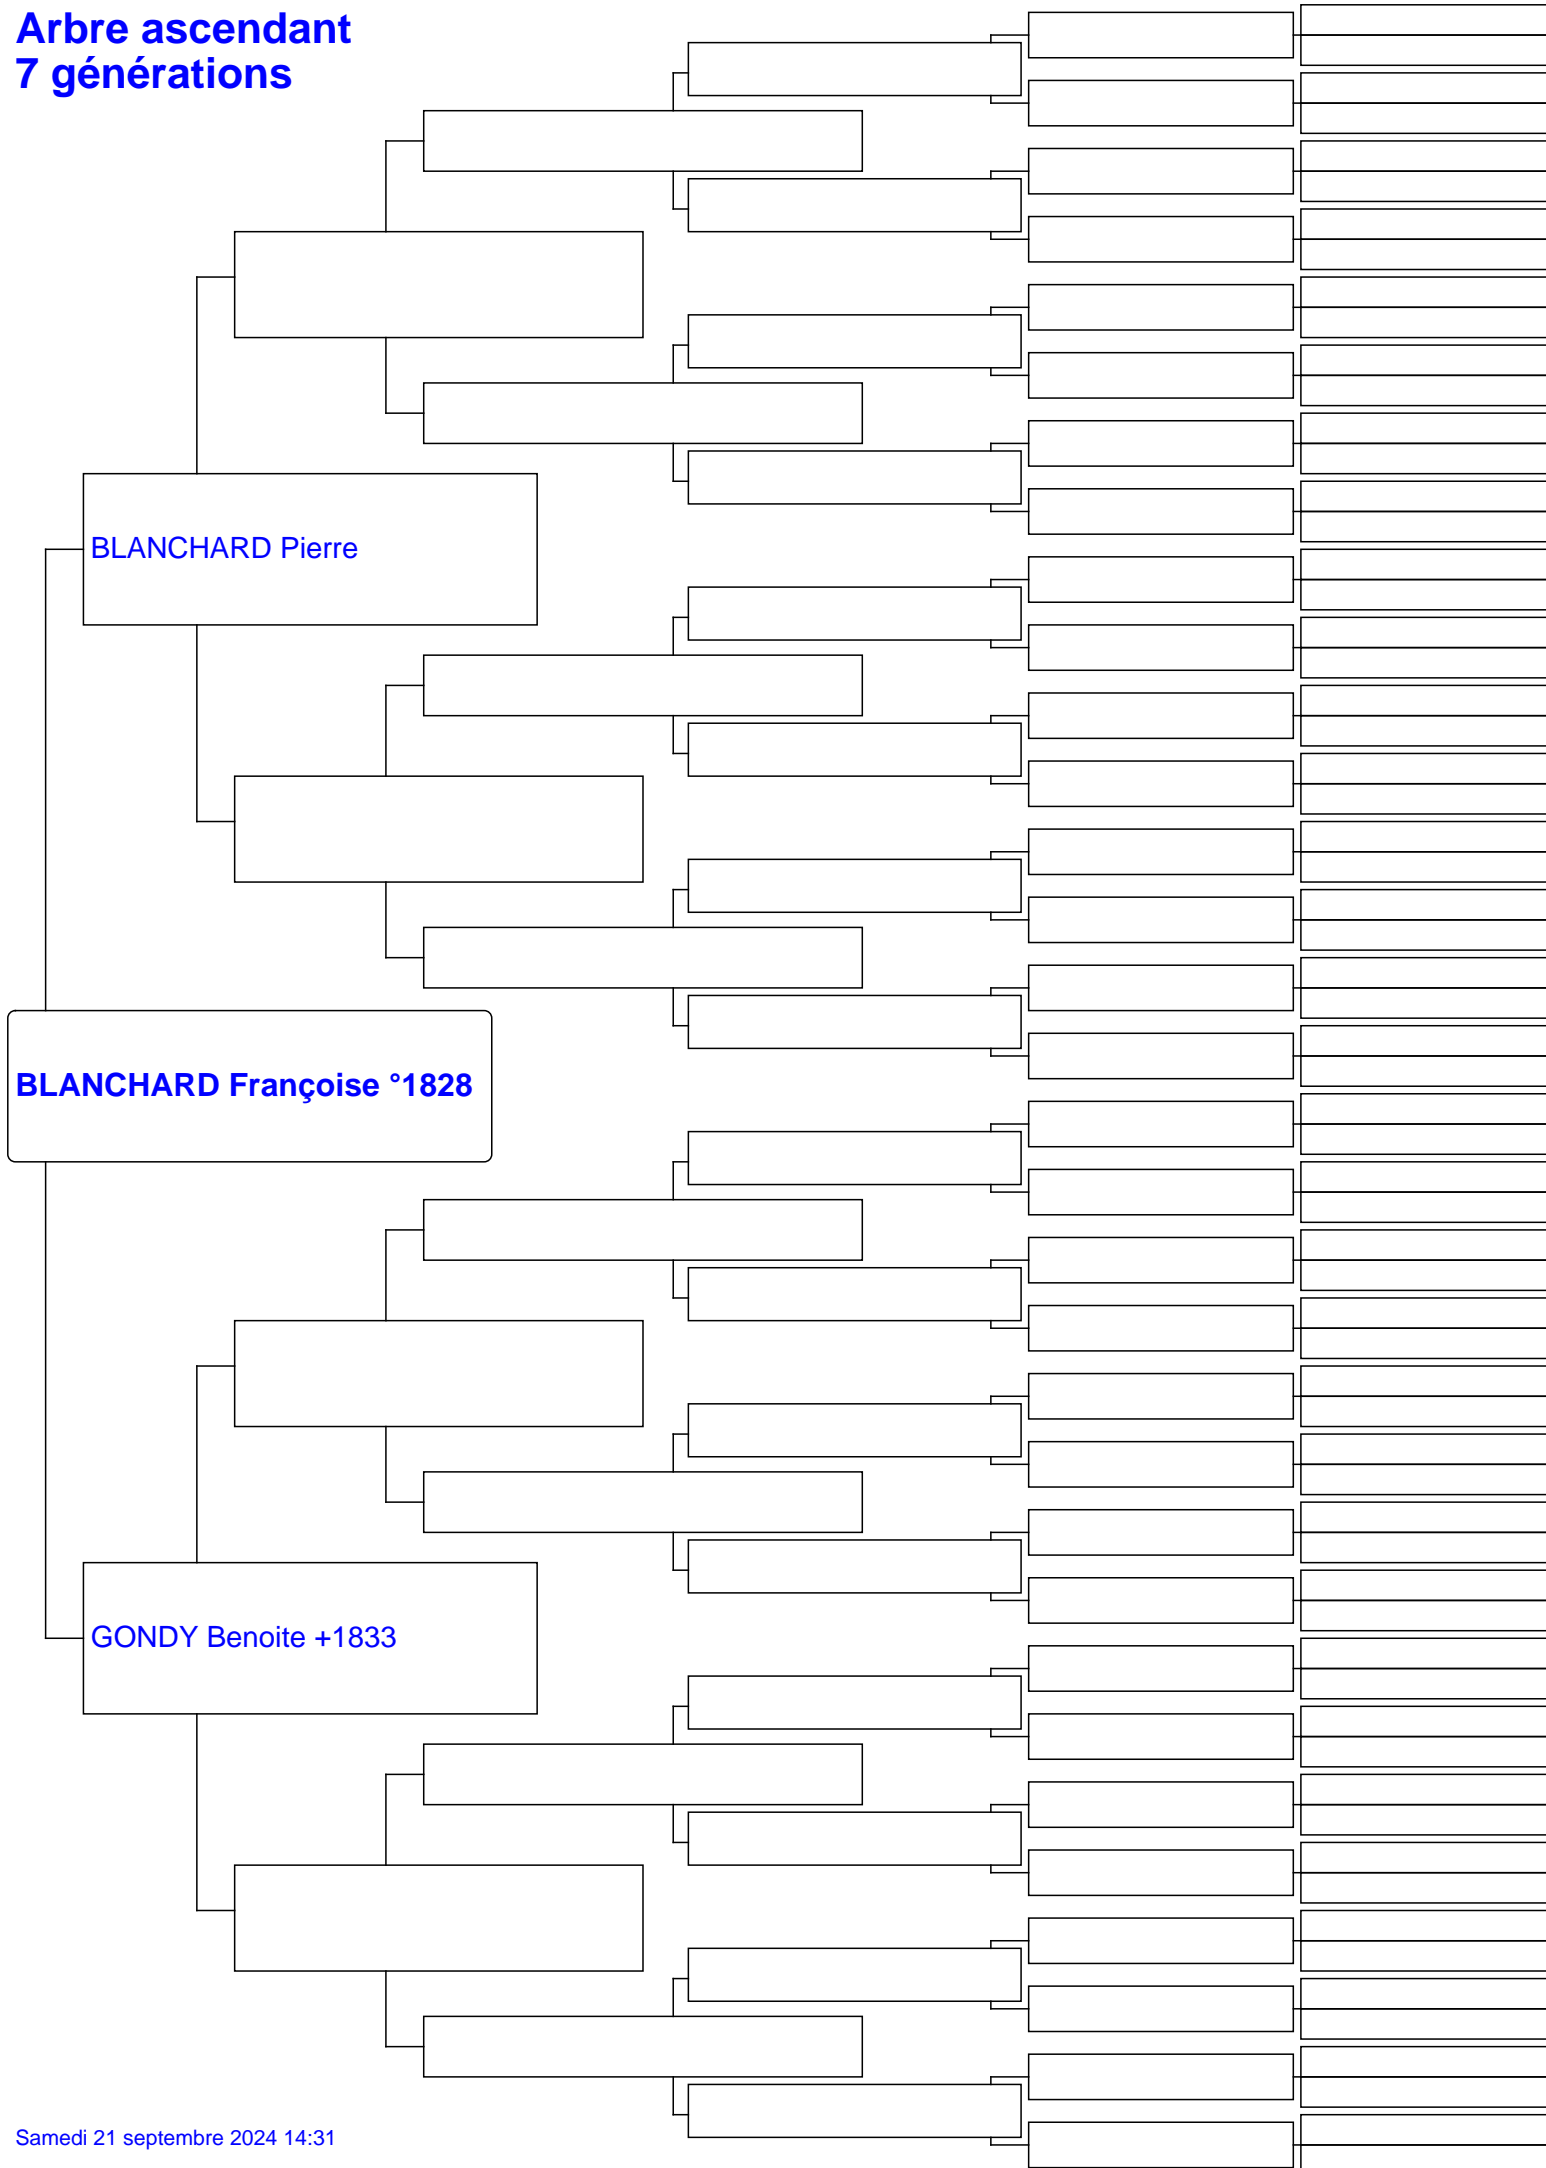 Arbre ascendant
7 générations
BLANCHARD Pierre
BLANCHARD Françoise °1828
GONDY Benoite +1833
Samedi 21 septembre 2024 14:31